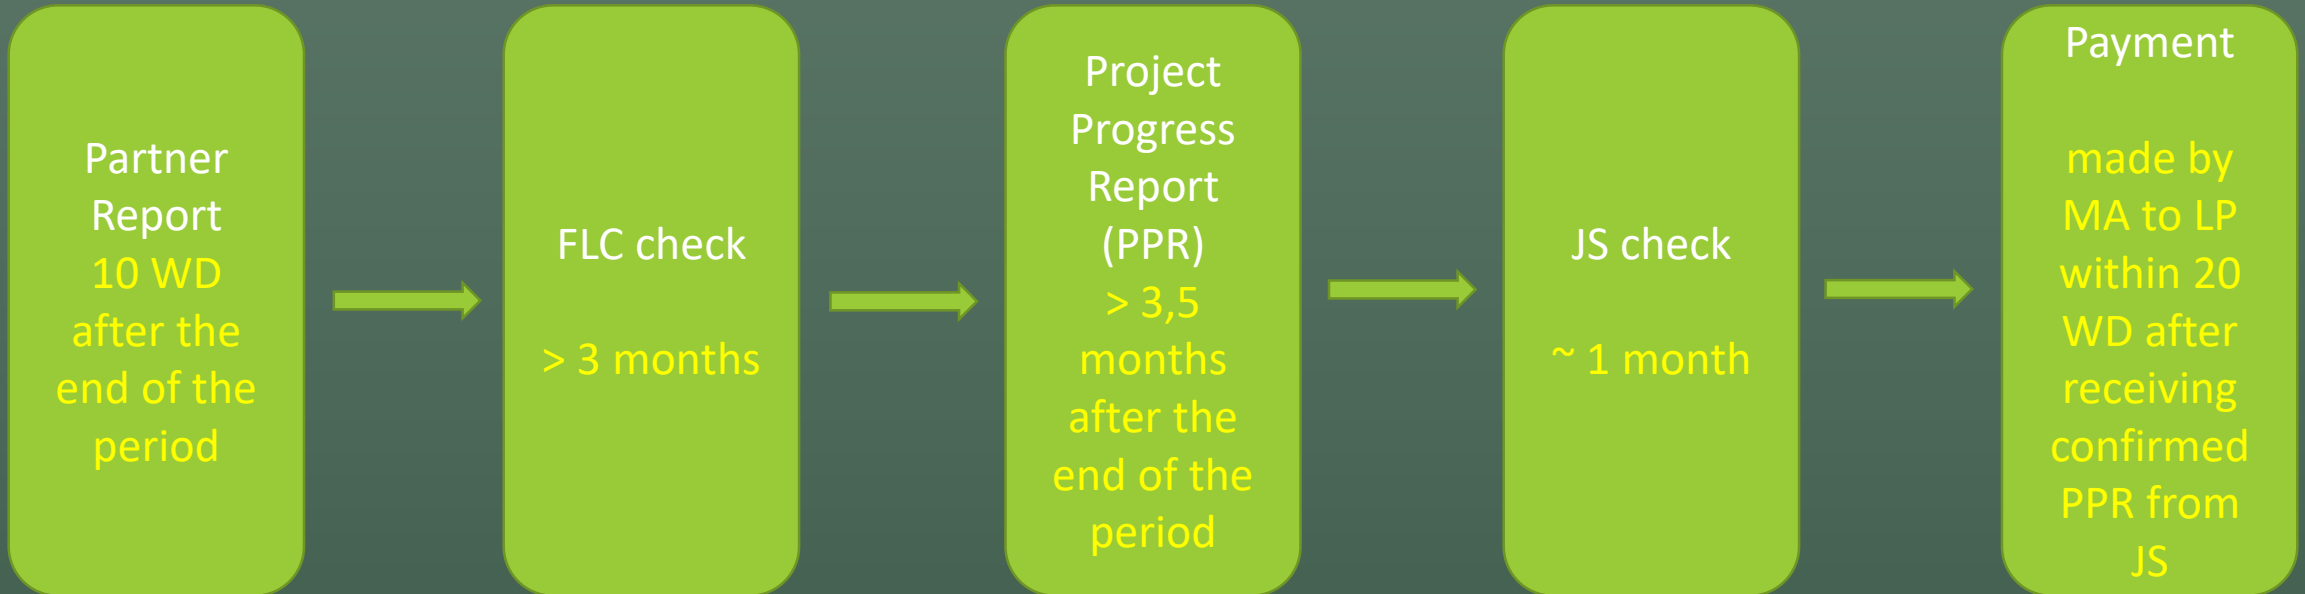 Partner
Report
10 WD
after the
end of the
period
FLC check
> 3 months
Project
Progress
Report
(PPR)
> 3,5
months
after the
end of the
period
JS check
~ 1 month
Payment
made by
MA to LP
within 20
WD after
receiving
confirmed
PPR from
JS